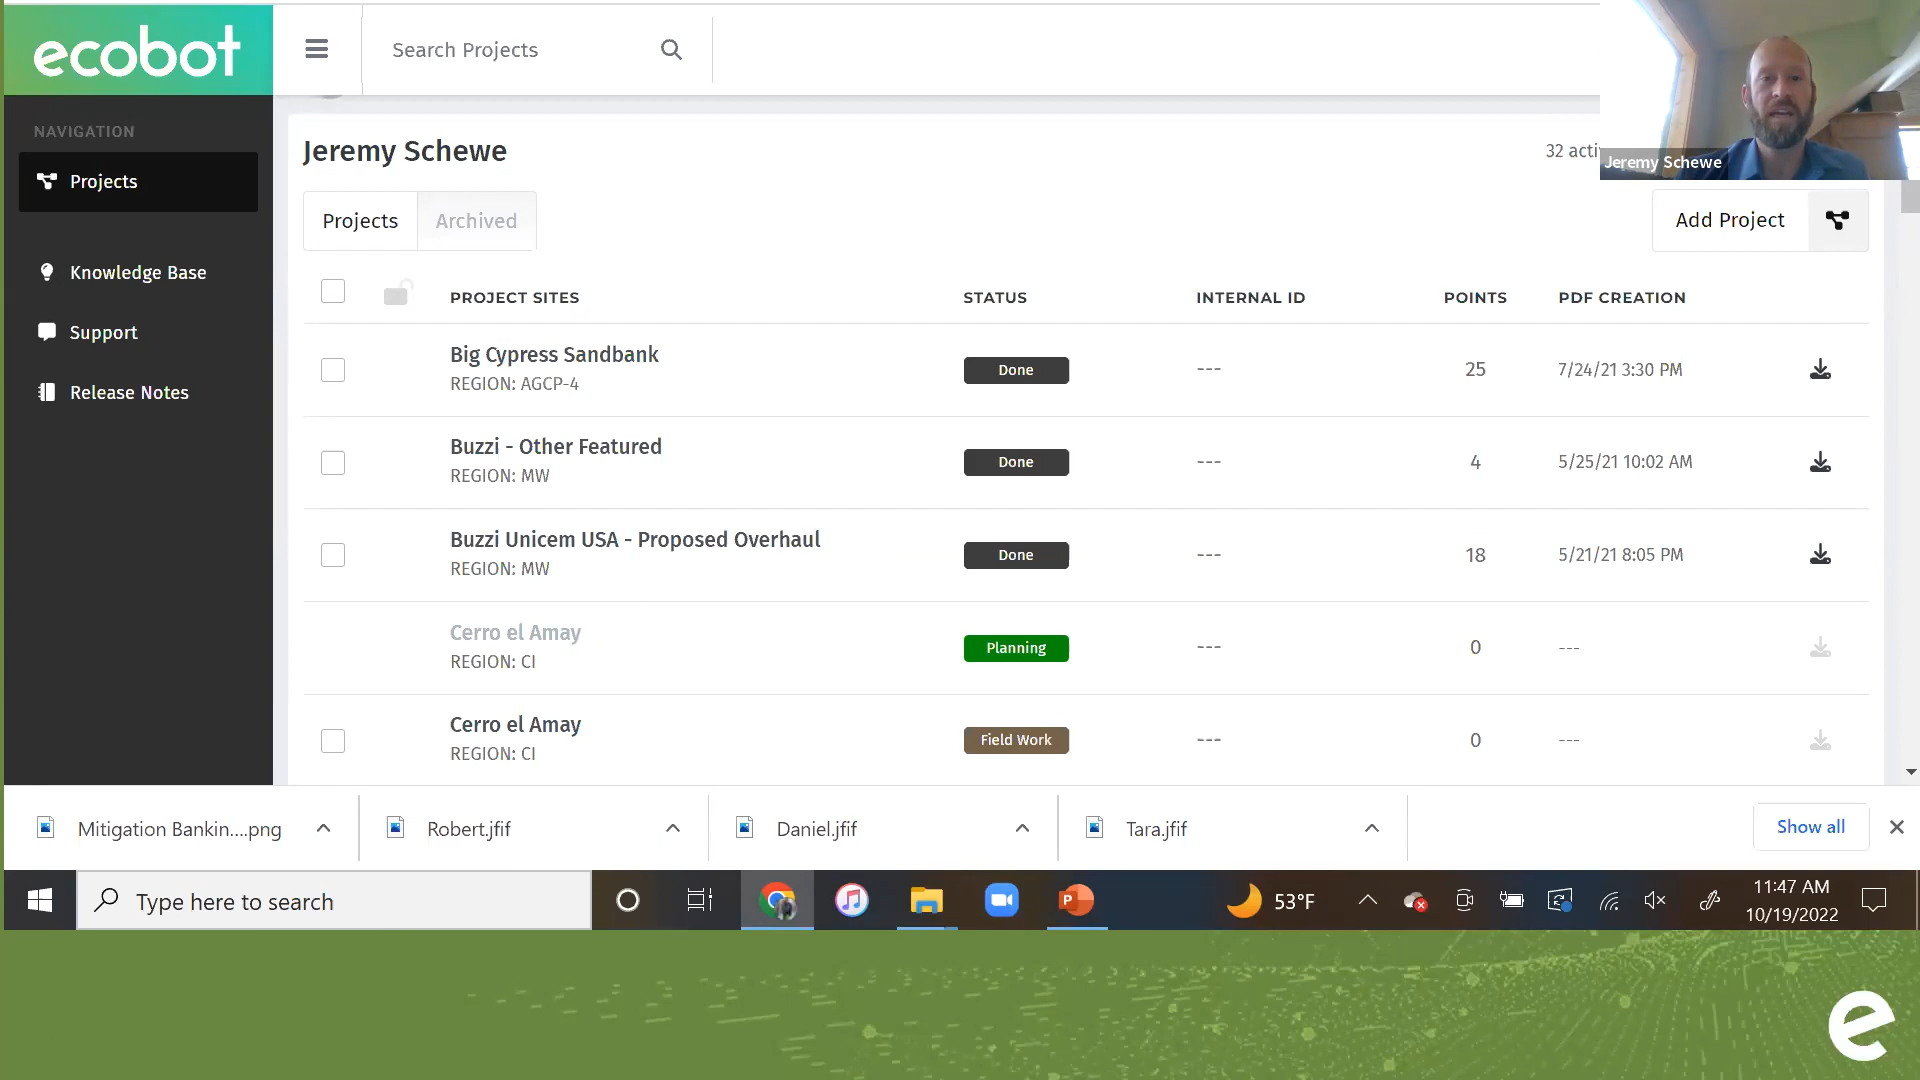 ecobot
Search Projects
NAVIGATION
Projects
Knowledge Base
Support
Release Notes
Jeremy Schewe
32 acti
Jeremy Schewe
Projects
Archived
Add Project
PROJECT SITES STATUS INTERNAL ID POINTS PDF CREATION
Big Cypress Sandbank
REGION: AGCP-4
Done --- 25 7/24/21 3:30 PM
Buzzi - Other Featured
REGION: MW
Done --- 4 5/25/21 10:02 AM
Buzzi Unicem USA - Proposed Overhaul
REGION: MW
Done --- 18 5/21/21 8:05 PM
Cerro el Amay
REGION: CI
Planning --- 0 ---
Cerro el Amay
REGION: CI
Field Work --- 0 ---
Mitigation Bankin....png
Robert.jfif
Daniel.jfif
Tara.jfif
Show all
Type here to search
53°F
11:47 AM
10/19/2022
e